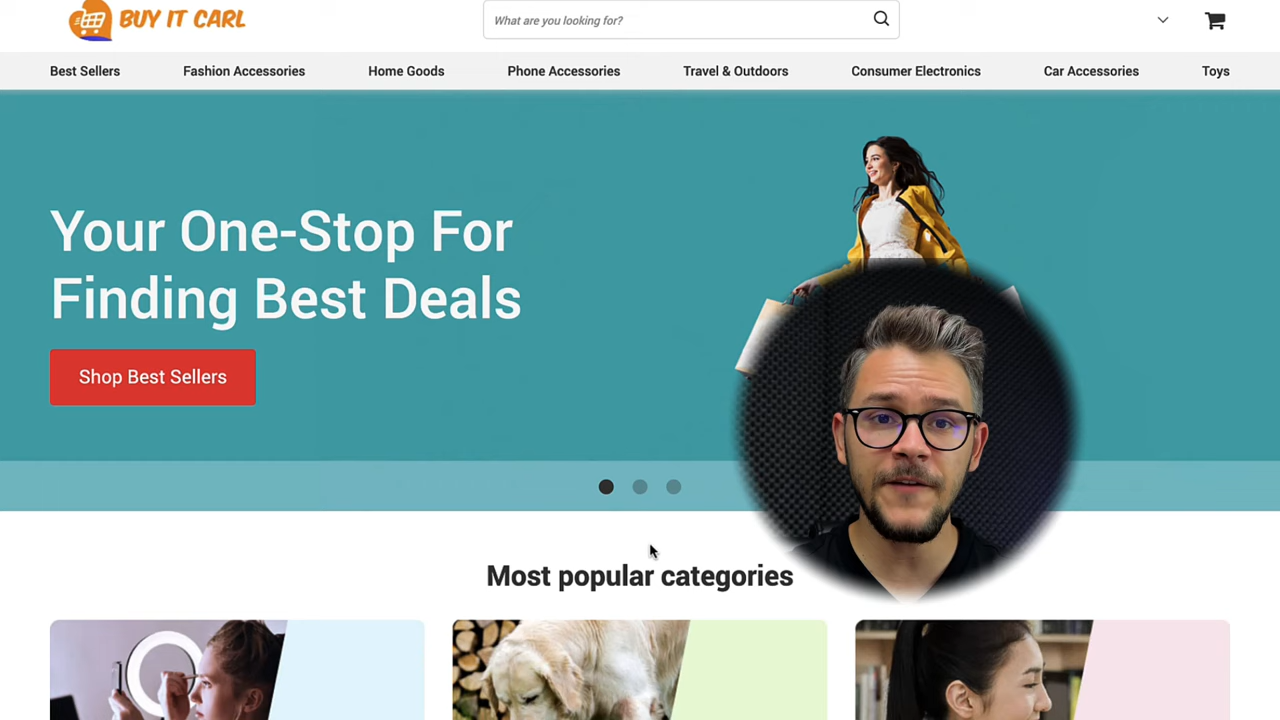 BUY IT CARL
What are you looking for?
Best Sellers
Fashion Accessories
Home Goods
Phone Accessories
Travel & Outdoors
Consumer Electronics
Car Accessories
Toys
Your One-Stop For
Finding Best Deals
Shop Best Sellers
Most popular categories